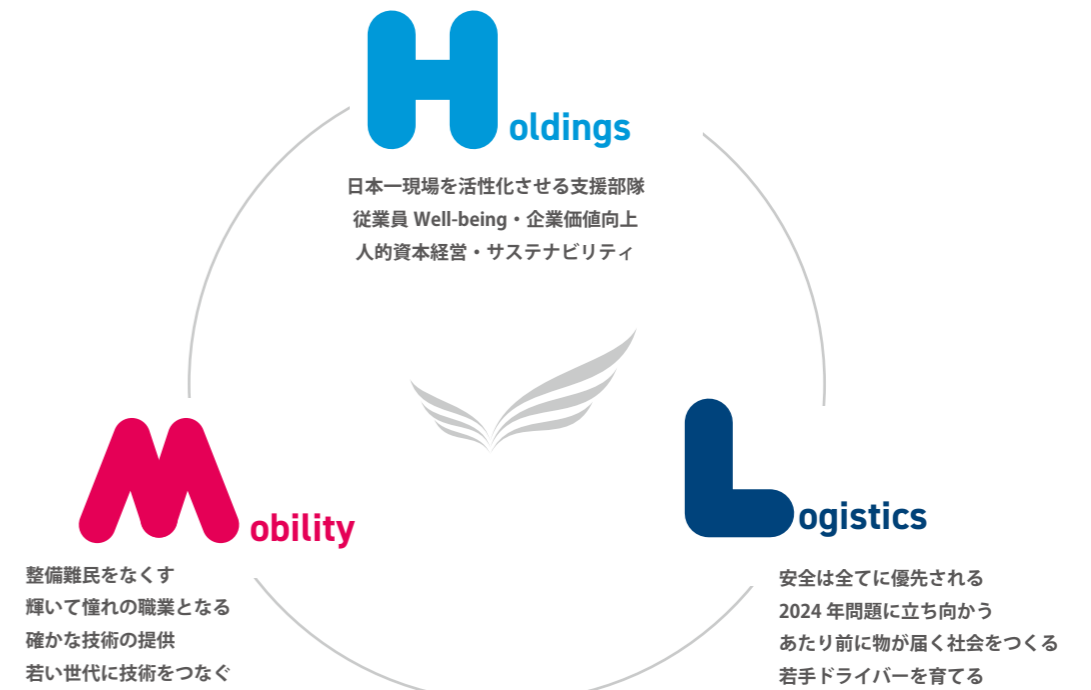 Holdings
日本一現場を活性化させる支援部隊
従業員 Well-being・企業価値向上
人的資本経営・サステナビリティ
Mobility
整備難民をなくす
輝いて憧れの職業となる
確かな技術の提供
若い世代に技術をつなぐ
Logistics
安全は全てに優先される
2024 年問題に立ち向かう
あたり前に物が届く社会をつくる
若手ドライバーを育てる